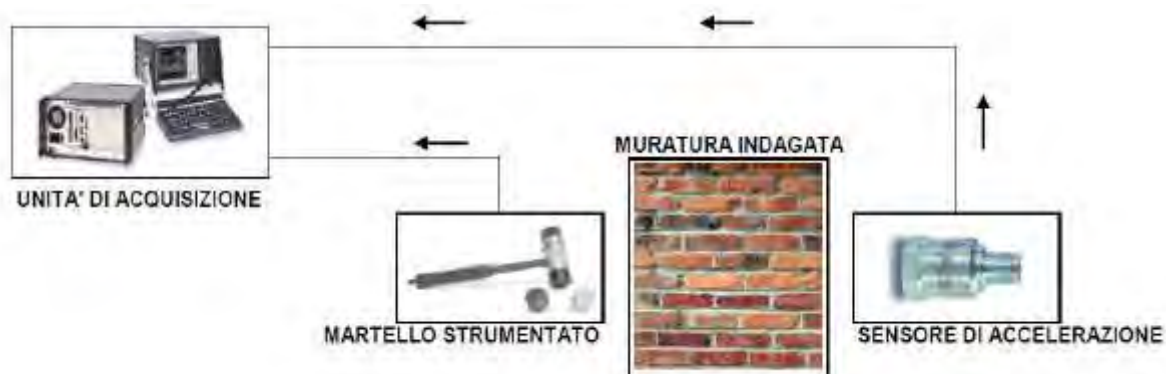 MURATURA INDAGATA
UNITA' DI ACQUISIZIONE
MARTELLO STRUMENTATO
SENSORE DI ACCELERAZIONE